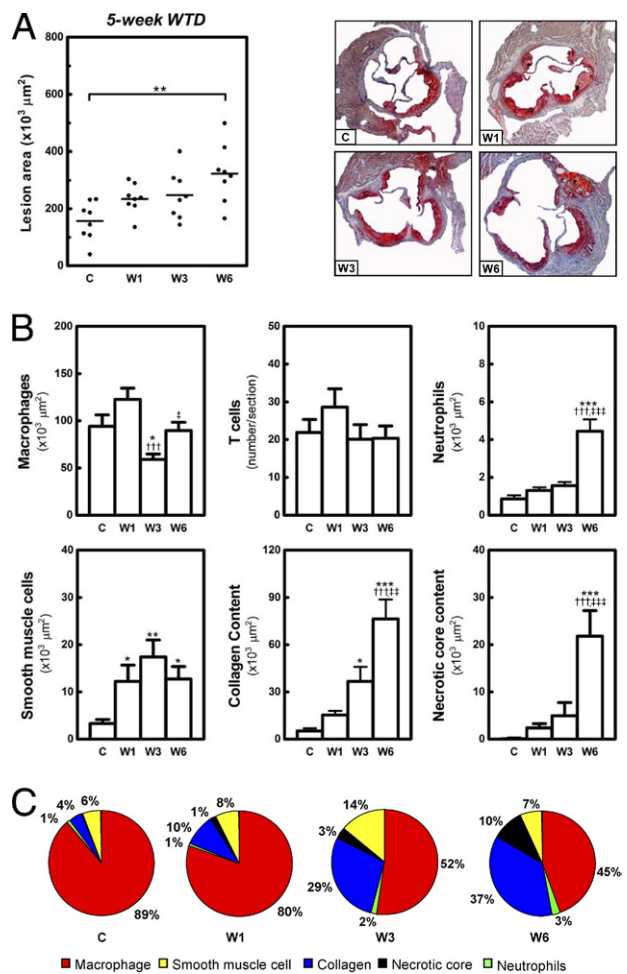 A
5-week WTD
Lesion area (x10³ µm²)
800
600
400
200
0
**
C W1 W3 W6
C
W1
W3
W6
B
Macrophages
(x10³ µm²)
200
150
100
50
0
*
†††
‡
C W1 W3 W6
T cells
(number/section)
50
40
30
20
10
0
C W1 W3 W6
Neutrophils
(x10³ µm²)
10
8
6
4
2
0
***
†††,‡‡‡
C W1 W3 W6
Smooth muscle cells
(x10³ µm²)
40
30
20
10
0
*
**
*
C W1 W3 W6
Collagen Content
(x10³ µm²)
120
90
60
30
0
*
***
†††,‡‡
C W1 W3 W6
Necrotic core content
(x10³ µm²)
40
30
20
10
0
***
†††,‡‡‡
C W1 W3 W6
C
1% 4% 6%
89%
C
1% 10% 1% 8%
80%
W1
14%
3%
52%
29%
2%
W3
7%
10%
45%
37%
3%
W6
Macrophage Smooth muscle cell Collagen Necrotic core Neutrophils